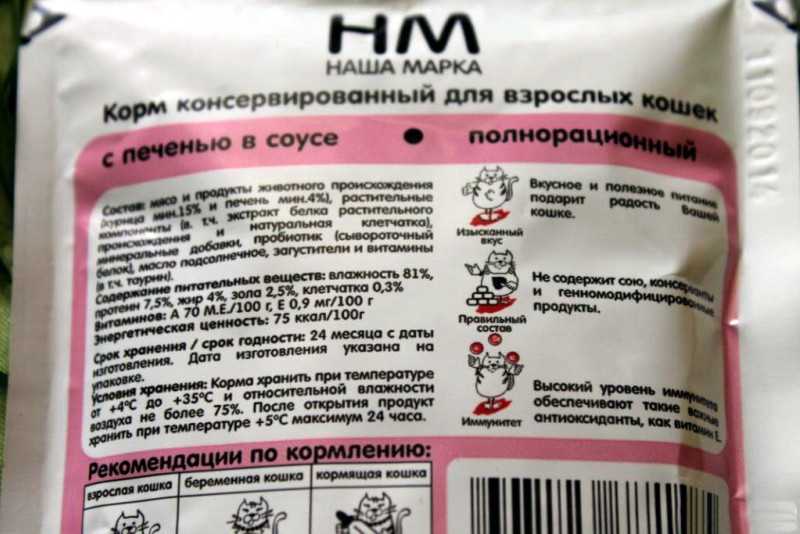 НМ
НАША МАРКА
Корм консервированный для взрослых кошек
с печенью в соусе • полнорационный
Состав: мясо и продукты животного происхождения
(курица мин.15% и печень мин.4%), растительные
компоненты (в т.ч. экстракт белка растительного
происхождения и натуральная клетчатка),
минеральные добавки, пробиотик (сывороточный
белок), масло подсолнечное, загустители и витамины
(в т.ч. таурин).
Содержание питательных веществ: влажность 81%,
протеин 7,5%, жир 4%, зола 2,5%, клетчатка 0,3%
Витаминов: А 70 М.Е./100 г, Е 0,9 мг/100 г
Энергетическая ценность: 75 ккал/100г
Срок хранения / срок годности: 24 месяца с даты
изготовления. Дата изготовления указана на
упаковке.
Условия хранения: Корма хранить при температуре
от +4°С до +35°С и относительной влажности
воздуха не более 75%. После открытия продукт
хранить при температуре +5°С максимум 24 часа.
Изысканный
вкус
Вкусное и полезное питание
подарит радость Вашей
кошке.
Правильный
состав
Не содержит сою, консерванты
и генномодифицированные
продукты.
Иммунитет
Высокий уровень иммунитета
обеспечивают такие важные
антиоксиданты, как витамин Е.
Рекомендации по кормлению:
взрослая кошка
беременная кошка
кормящая кошка